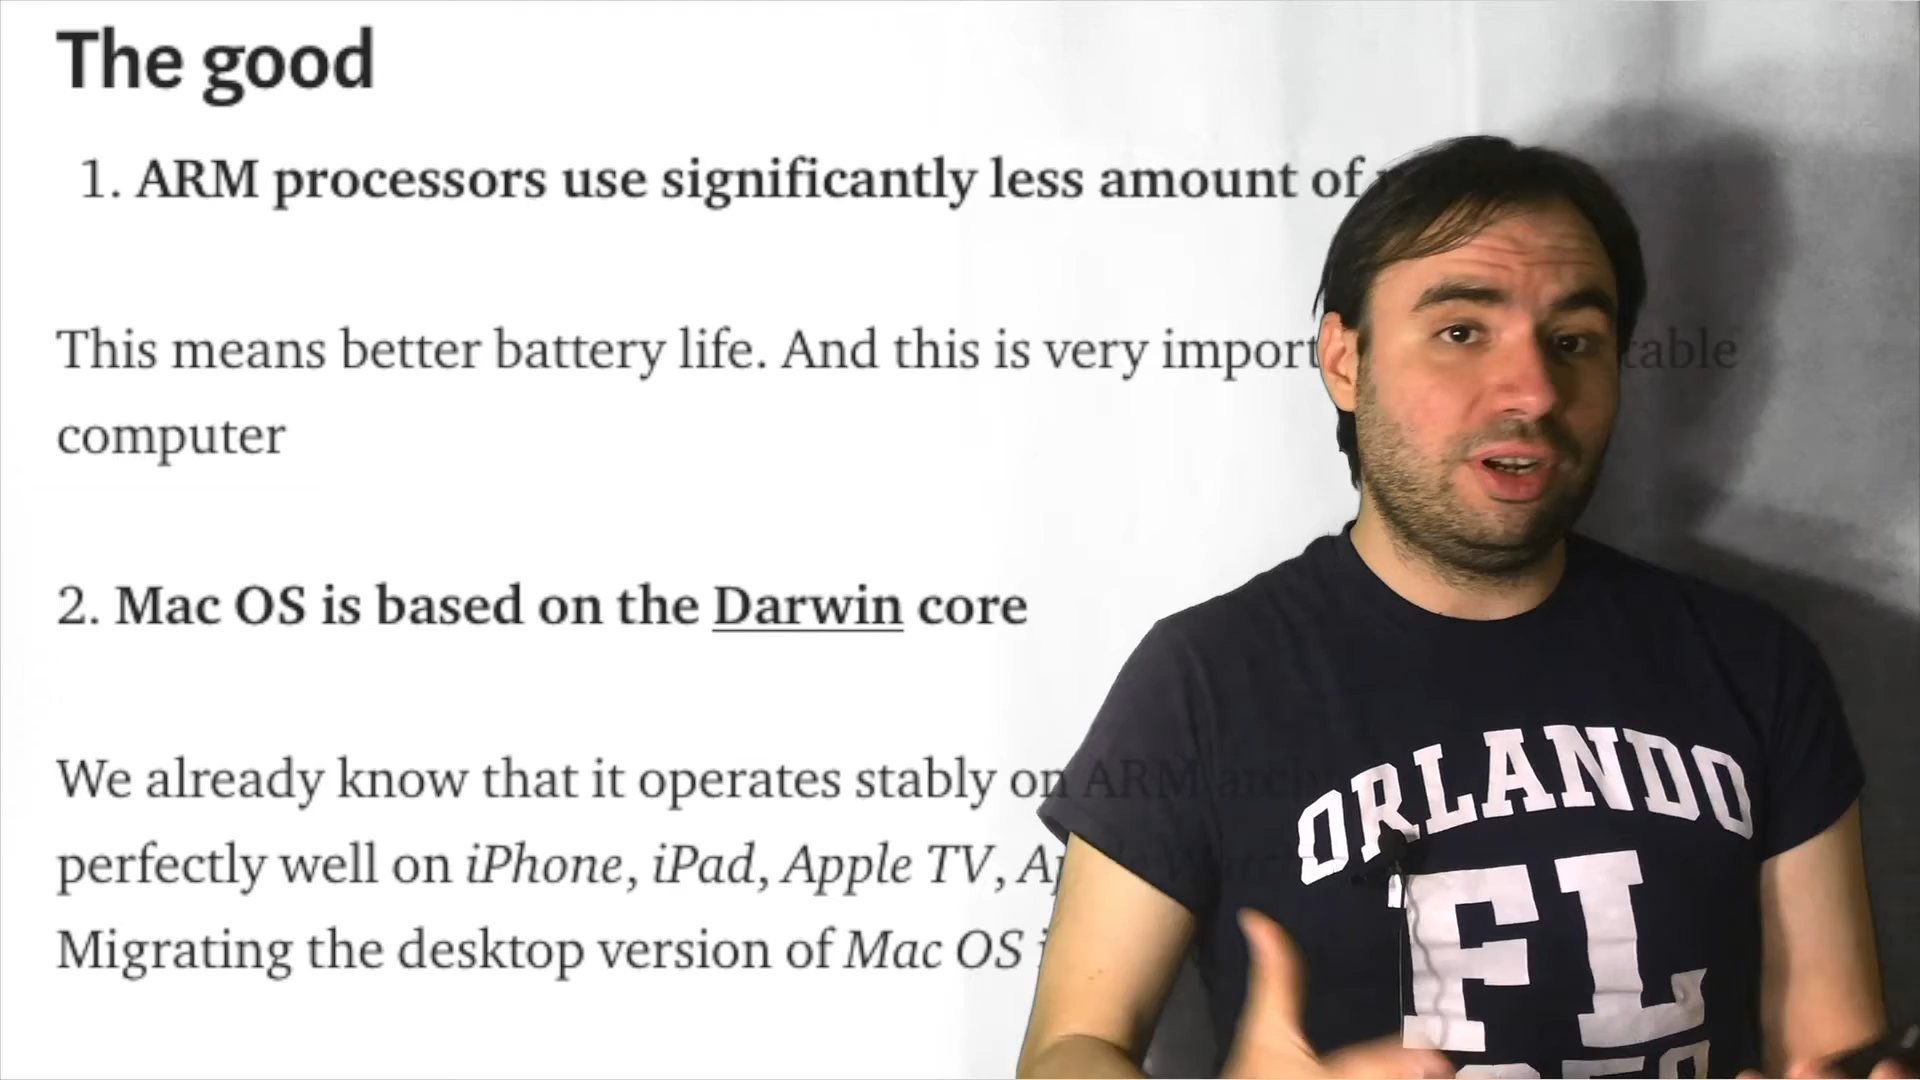 The good
1. ARM processors use significantly less amount of
This means better battery life. And this is very
computer
2. Mac OS is based on the Darwin core
We already know that it operates stably on ARM
perfectly well on iPhone, iPad, Apple TV,
Migrating the desktop version of Mac OS
ORLANDO
FL